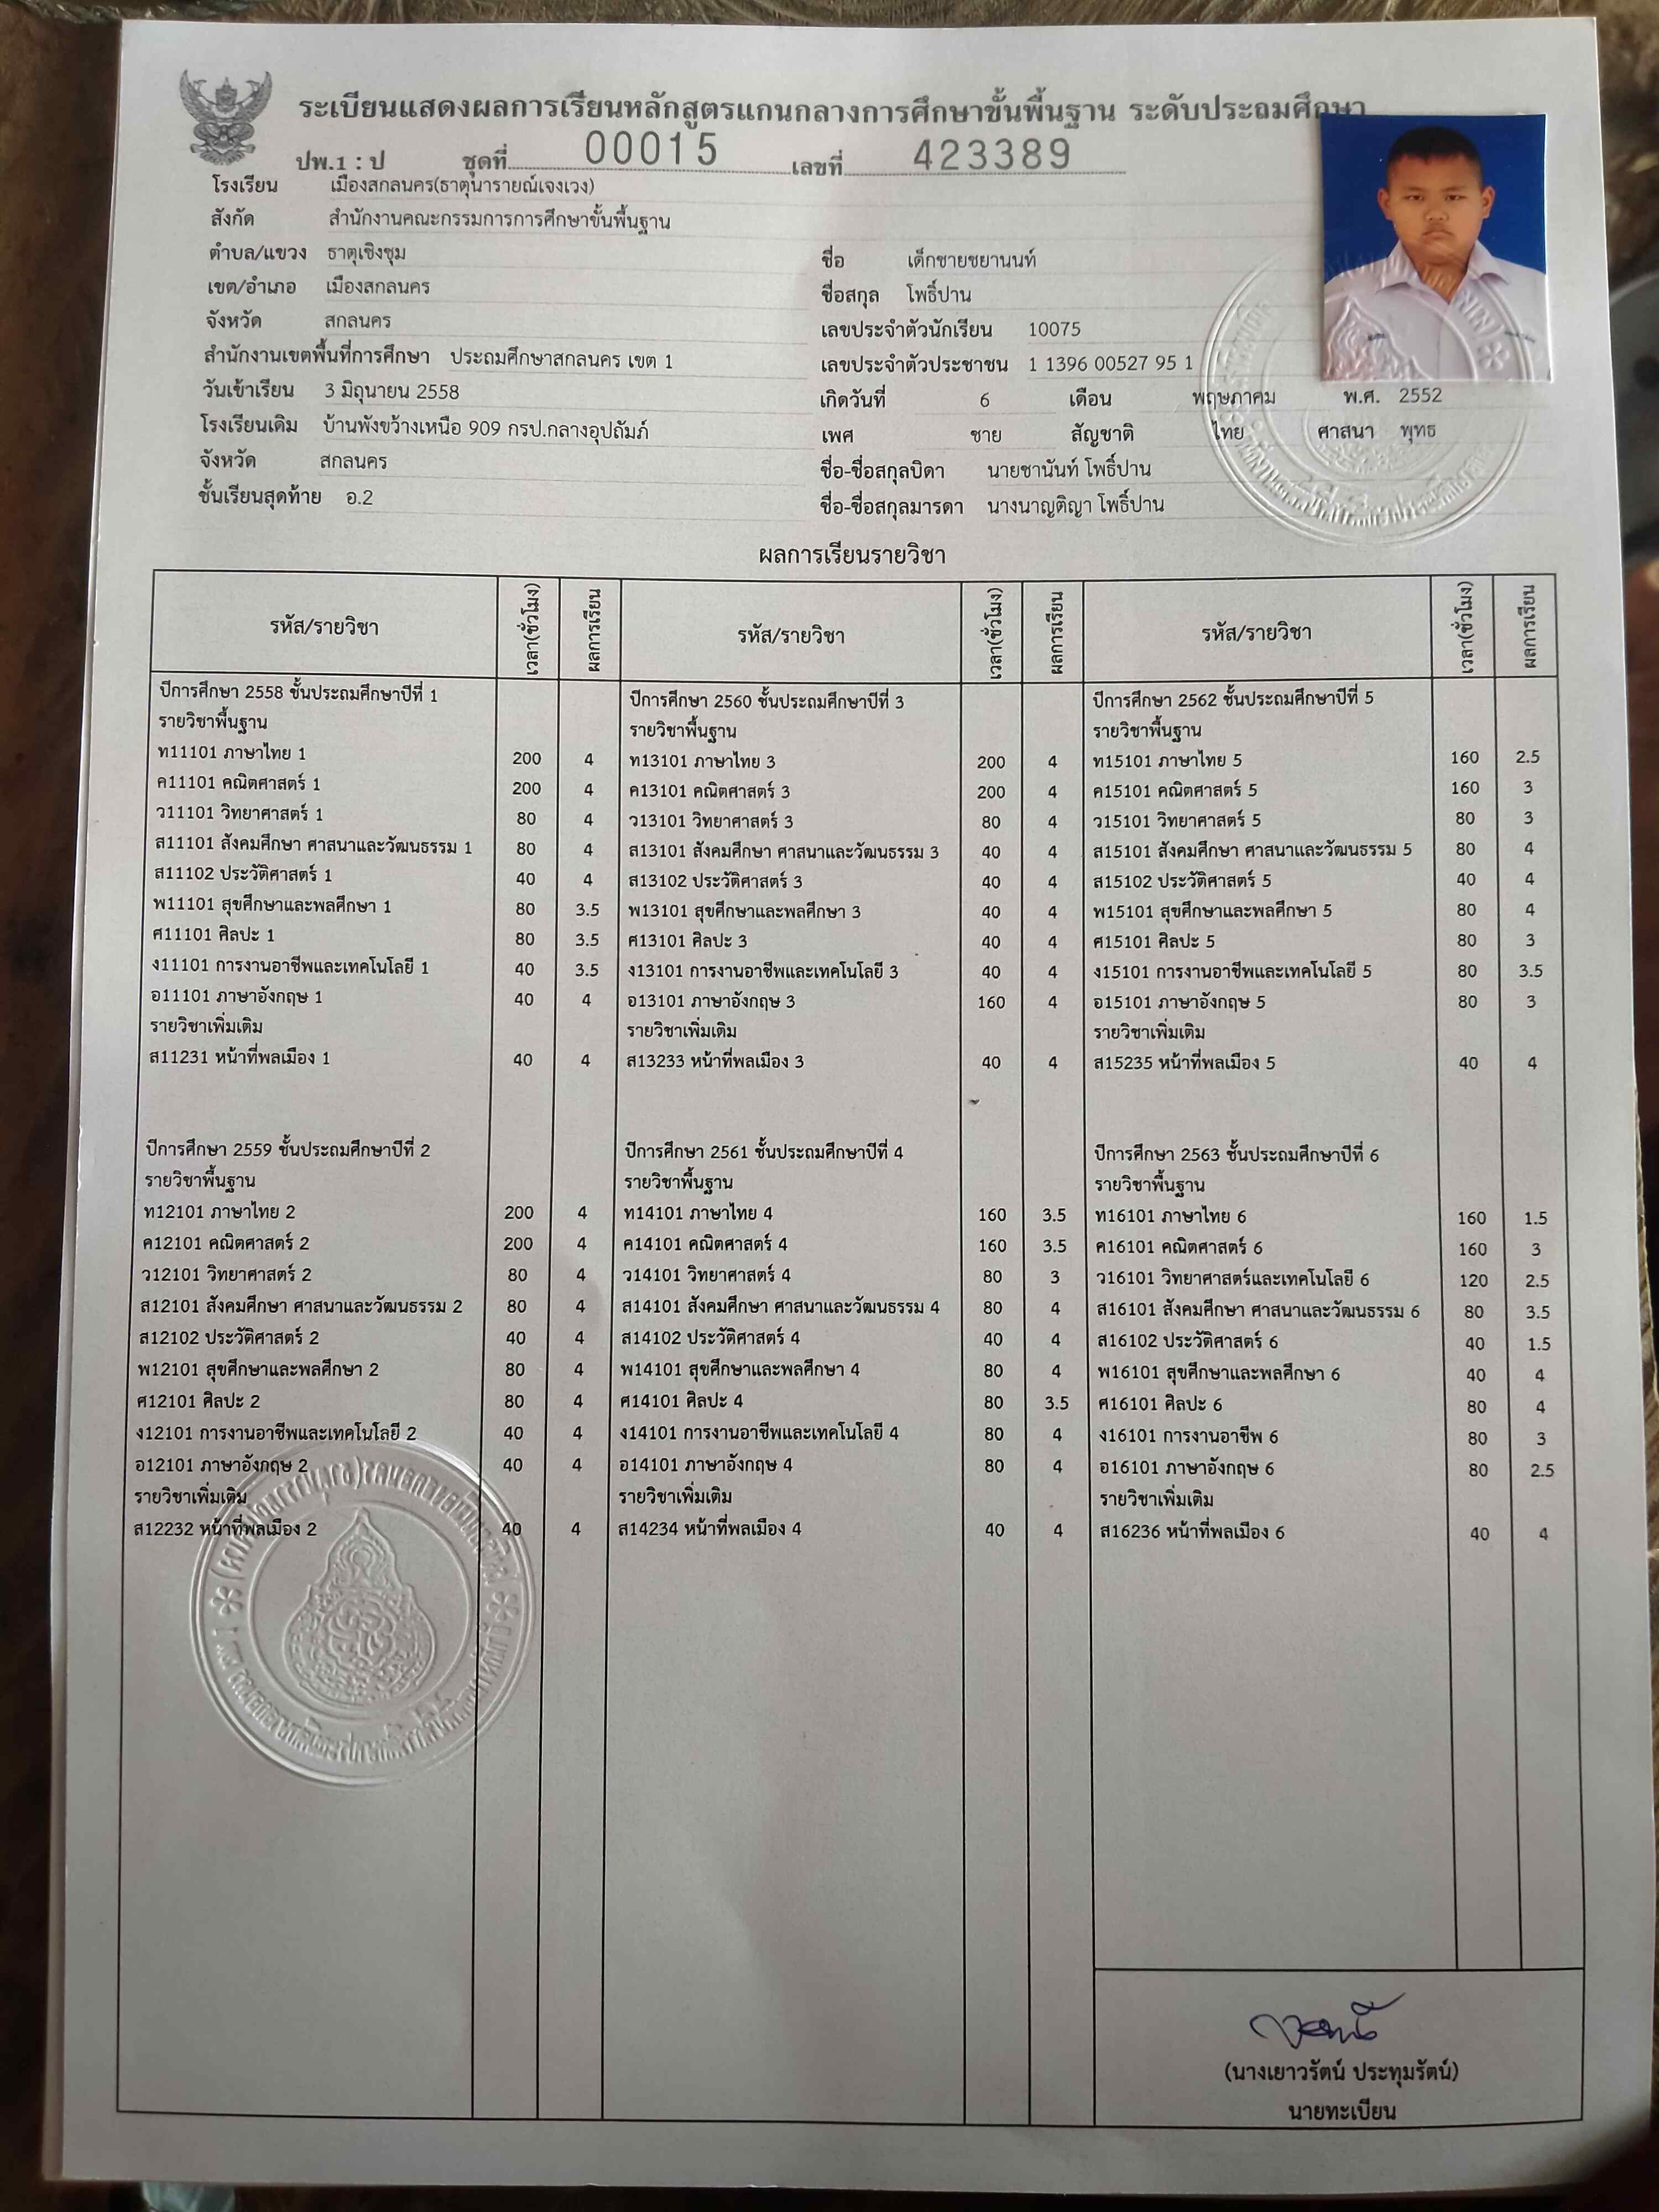 ระเบียนแสดงผลการเรียนหลักสูตรแกนกลางการศึกษาขั้นพื้นฐาน ระดับประถมศึกษา
ปพ.1 : ป ชุดที่ 00015 เลขที่ 423389
โรงเรียน เมืองสกลนคร(ธาตุนารายณ์เจงเวง)
สังกัด สำนักงานคณะกรรมการการศึกษาขั้นพื้นฐาน
ตำบล/แขวง ธาตุเชิงชุม
เขต/อำเภอ เมืองสกลนคร
จังหวัด สกลนคร
สำนักงานเขตพื้นที่การศึกษา ประถมศึกษาสกลนคร เขต 1
วันเข้าเรียน 3 มิถุนายน 2558
โรงเรียนเดิม บ้านพังขว้างเหนือ 909 กรป.กลางอุปถัมภ์
จังหวัด สกลนคร
ชั้นเรียนสุดท้าย อ.2
ชื่อ เด็กชายชยานนท์
ชื่อสกุล โพธิ์ปาน
เลขประจำตัวนักเรียน 10075
เลขประจำตัวประชาชน 1 1396 00527 95 1
เกิดวันที่ 6 เดือน พฤษภาคม พ.ศ. 2552
เพศ ชาย สัญชาติ ไทย ศาสนา พุทธ
ชื่อ-ชื่อสกุลบิดา นายชานันท์ โพธิ์ปาน
ชื่อ-ชื่อสกุลมารดา นางนาญติญา โพธิ์ปาน
ผลการเรียนรายวิชา
รหัส/รายวิชา เวลา(ชั่วโมง) ผลการเรียน
ปีการศึกษา 2558 ชั้นประถมศึกษาปีที่ 1
รายวิชาพื้นฐาน
ท11101 ภาษาไทย 1 200 4
ค11101 คณิตศาสตร์ 1 200 4
ว11101 วิทยาศาสตร์ 1 80 4
ส11101 สังคมศึกษา ศาสนาและวัฒนธรรม 1 80 4
ส11102 ประวัติศาสตร์ 1 40 4
พ11101 สุขศึกษาและพลศึกษา 1 80 3.5
ศ11101 ศิลปะ 1 80 3.5
ง11101 การงานอาชีพและเทคโนโลยี 1 40 3.5
อ11101 ภาษาอังกฤษ 1 40 4
รายวิชาเพิ่มเติม
ส11231 หน้าที่พลเมือง 1 40 4
ปีการศึกษา 2559 ชั้นประถมศึกษาปีที่ 2
รายวิชาพื้นฐาน
ท12101 ภาษาไทย 2 200 4
ค12101 คณิตศาสตร์ 2 200 4
ว12101 วิทยาศาสตร์ 2 80 4
ส12101 สังคมศึกษา ศาสนาและวัฒนธรรม 2 80 4
ส12102 ประวัติศาสตร์ 2 40 4
พ12101 สุขศึกษาและพลศึกษา 2 80 4
ศ12101 ศิลปะ 2 80 4
ง12101 การงานอาชีพและเทคโนโลยี 2 40 4
อ12101 ภาษาอังกฤษ 2 40 4
รายวิชาเพิ่มเติม
ส12232 หน้าที่พลเมือง 2 40 4
รหัส/รายวิชา เวลา(ชั่วโมง) ผลการเรียน
ปีการศึกษา 2560 ชั้นประถมศึกษาปีที่ 3
รายวิชาพื้นฐาน
ท13101 ภาษาไทย 3 200 4
ค13101 คณิตศาสตร์ 3 200 4
ว13101 วิทยาศาสตร์ 3 80 4
ส13101 สังคมศึกษา ศาสนาและวัฒนธรรม 3 40 4
ส13102 ประวัติศาสตร์ 3 40 4
พ13101 สุขศึกษาและพลศึกษา 3 40 4
ศ13101 ศิลปะ 3 40 4
ง13101 การงานอาชีพและเทคโนโลยี 3 40 4
อ13101 ภาษาอังกฤษ 3 160 4
รายวิชาเพิ่มเติม
ส13233 หน้าที่พลเมือง 3 40 4
ปีการศึกษา 2561 ชั้นประถมศึกษาปีที่ 4
รายวิชาพื้นฐาน
ท14101 ภาษาไทย 4 160 3.5
ค14101 คณิตศาสตร์ 4 160 3.5
ว14101 วิทยาศาสตร์ 4 80 3
ส14101 สังคมศึกษา ศาสนาและวัฒนธรรม 4 80 4
ส14102 ประวัติศาสตร์ 4 40 4
พ14101 สุขศึกษาและพลศึกษา 4 80 4
ศ14101 ศิลปะ 4 80 3.5
ง14101 การงานอาชีพและเทคโนโลยี 4 80 4
อ14101 ภาษาอังกฤษ 4 80 4
รายวิชาเพิ่มเติม
ส14234 หน้าที่พลเมือง 4 40 4
รหัส/รายวิชา เวลา(ชั่วโมง) ผลการเรียน
ปีการศึกษา 2562 ชั้นประถมศึกษาปีที่ 5
รายวิชาพื้นฐาน
ท15101 ภาษาไทย 5 160 2.5
ค15101 คณิตศาสตร์ 5 160 3
ว15101 วิทยาศาสตร์ 5 80 3
ส15101 สังคมศึกษา ศาสนาและวัฒนธรรม 5 80 4
ส15102 ประวัติศาสตร์ 5 40 4
พ15101 สุขศึกษาและพลศึกษา 5 80 4
ศ15101 ศิลปะ 5 80 3
ง15101 การงานอาชีพและเทคโนโลยี 5 80 3.5
อ15101 ภาษาอังกฤษ 5 80 3
รายวิชาเพิ่มเติม
ส15235 หน้าที่พลเมือง 5 40 4
ปีการศึกษา 2563 ชั้นประถมศึกษาปีที่ 6
รายวิชาพื้นฐาน
ท16101 ภาษาไทย 6 160 1.5
ค16101 คณิตศาสตร์ 6 160 3
ว16101 วิทยาศาสตร์และเทคโนโลยี 6 120 2.5
ส16101 สังคมศึกษา ศาสนาและวัฒนธรรม 6 80 3.5
ส16102 ประวัติศาสตร์ 6 40 1.5
พ16101 สุขศึกษาและพลศึกษา 6 40 4
ศ16101 ศิลปะ 6 80 4
ง16101 การงานอาชีพ 6 80 3
อ16101 ภาษาอังกฤษ 6 80 2.5
รายวิชาเพิ่มเติม
ส16236 หน้าที่พลเมือง 6 40 4
(นางเยาวรัตน์ ประทุมรัตน์)
นายทะเบียน